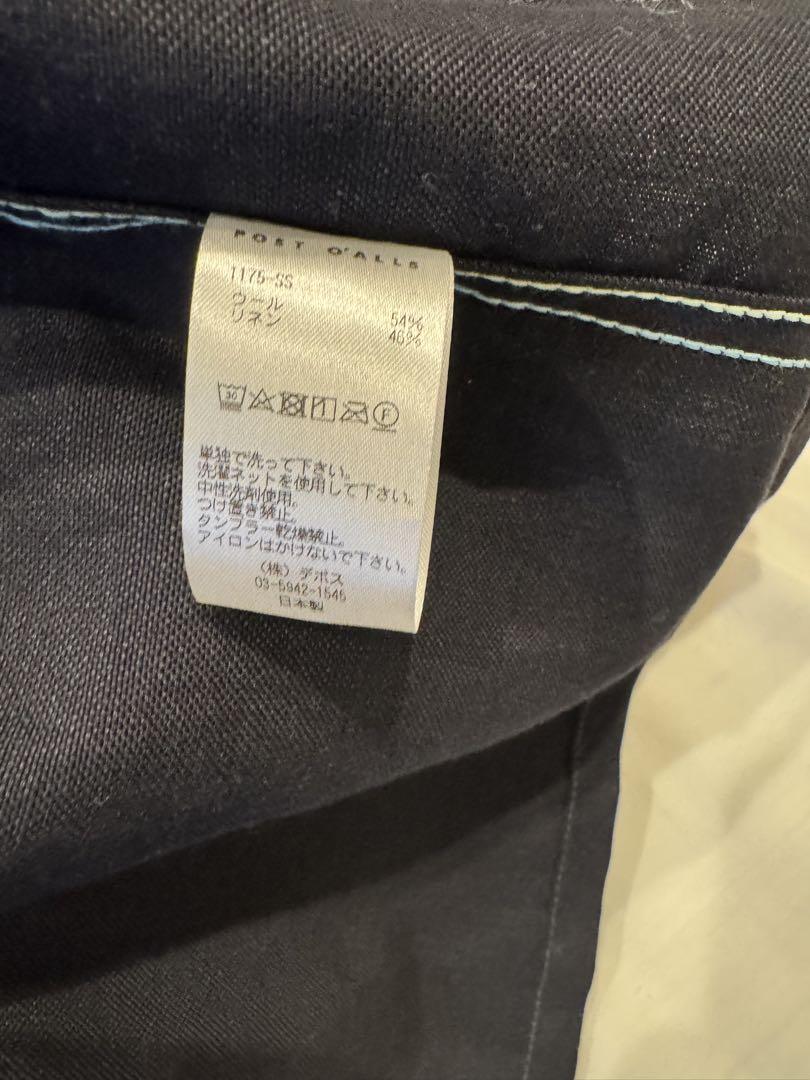 POST O'ALLS
1175-SS
ウール 54%
リネン 46%
30
F
単独で洗って下さい。
洗濯ネットを使用して下さい。
中性洗剤使用。
つけ置き禁止。
タンブラー乾燥禁止。
アイロンはかけないで下さい。
(株)デポス
03-5942-1545
日本製